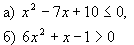 а) x² − 7x + 10 ≤ 0,
б) 6x² + x − 1 > 0